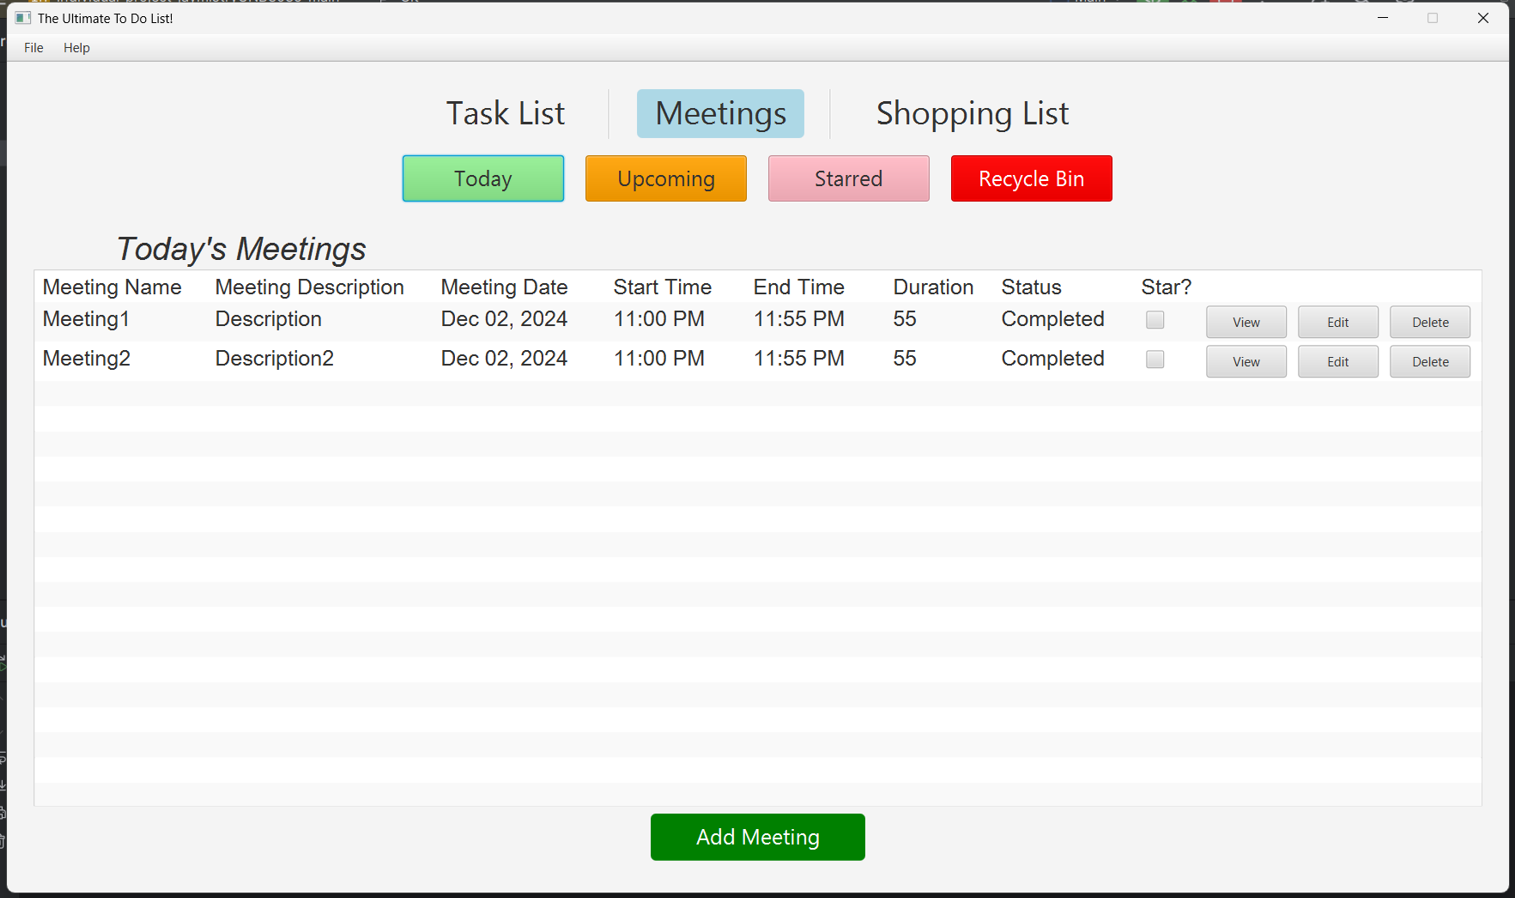 The Ultimate To Do List!
File Help
Task List Meetings Shopping List
Today Upcoming Starred Recycle Bin
Today's Meetings
Meeting Name Meeting Description Meeting Date Start Time End Time Duration Status Star?
Meeting1 Description Dec 02, 2024 11:00 PM 11:55 PM 55 Completed View Edit Delete
Meeting2 Description2 Dec 02, 2024 11:00 PM 11:55 PM 55 Completed View Edit Delete
Add Meeting